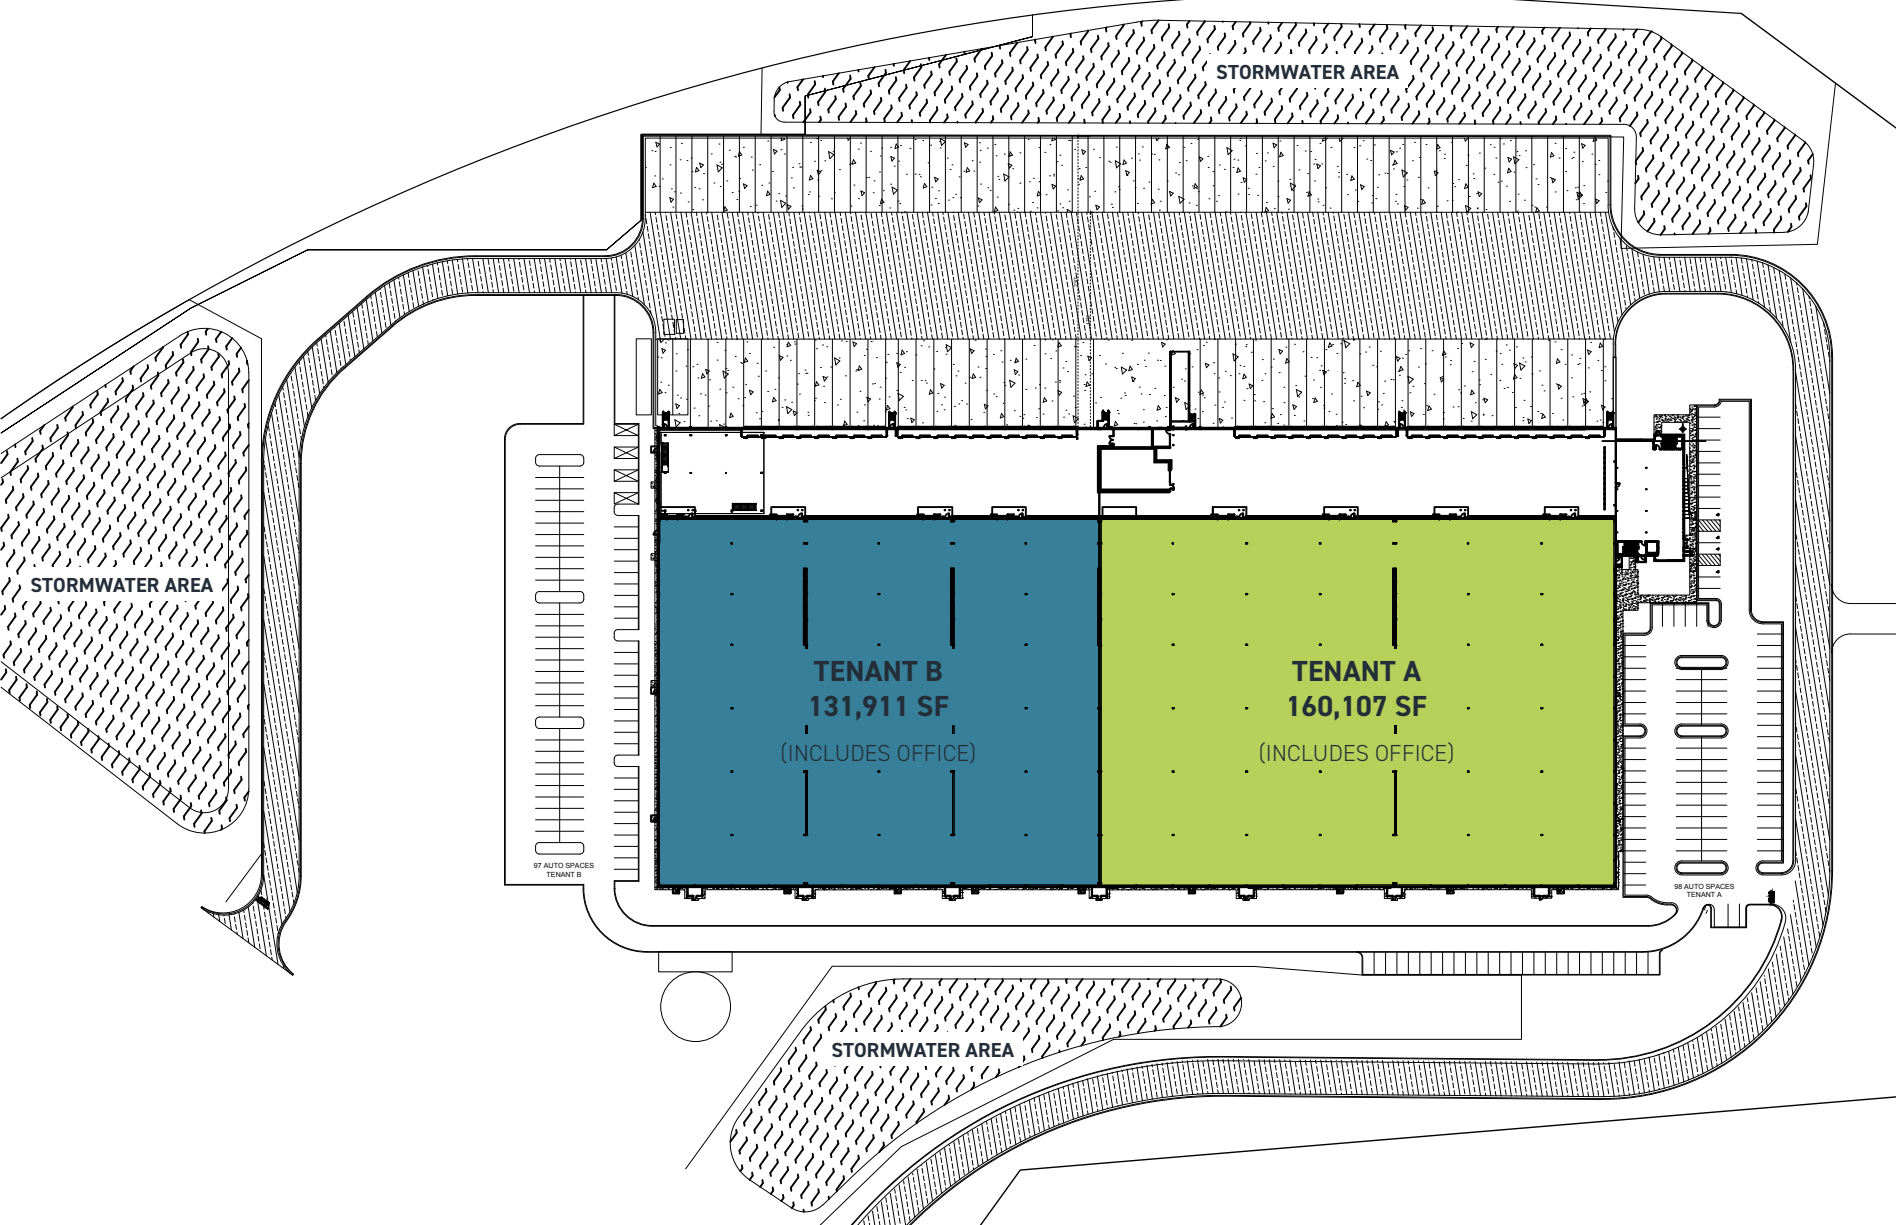 STORMWATER AREA
STORMWATER AREA
TENANT B
131,911 SF
(INCLUDES OFFICE)
TENANT A
160,107 SF
(INCLUDES OFFICE)
97 AUTO SPACES
TENANT B
98 AUTO SPACES
TENANT A
STORMWATER AREA